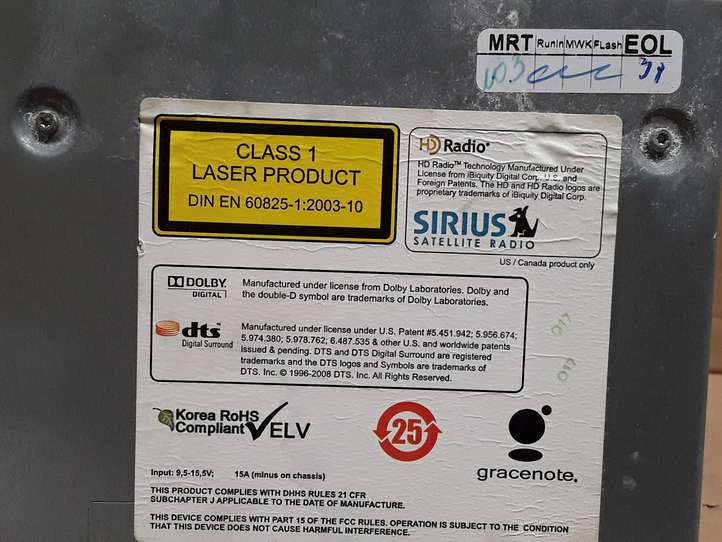 MRT RunIn MWK FLash EOL
CLASS 1
LASER PRODUCT
DIN EN 60825-1:2003-10
HD Radio®
HD Radio™ Technology Manufactured Under
License from iBiquity Digital Corp. U.S. and
Foreign Patents. The HD and HD Radio logos are
proprietary trademarks of iBiquity Digital Corp.
SIRIUS
SATELLITE RADIO
US / Canada product only
DOLBY
DIGITAL
Manufactured under license from Dolby Laboratories. Dolby and
the double-D symbol are trademarks of Dolby Laboratories.
dts
Digital Surround
Manufactured under license under U.S. Patent #5.451.942; 5.956.674;
5.974.380; 5.978.762; 6.487.535 & other U.S. and worldwide patents
issued & pending. DTS and DTS Digital Surround are registered
trademarks and the DTS logos and Symbols are trademarks of
DTS. Inc. © 1996-2008 DTS. Inc. All Rights Reserved.
017
017
Korea RoHS
Compliant
ELV
25
gracenote.
Input: 9,5-15,5V; 15A (minus on chassis)
THIS PRODUCT COMPLIES WITH DHHS RULES 21 CFR
SUBCHAPTER J APPLICABLE TO THE DATE OF MANUFACTURE.
THIS DEVICE COMPLIES WITH PART 15 OF THE FCC RULES. OPERATION IS SUBJECT TO THE CONDITION
THAT THIS DEVICE DOES NOT CAUSE HARMFUL INTERFERENCE.